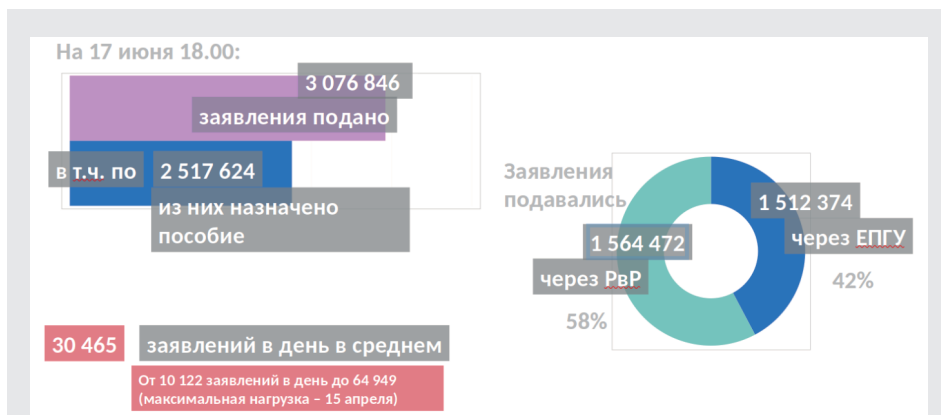 На 17 июня 18.00:
3 076 846
заявления подано
в т.ч. по
2 517 624
из них назначено
пособие
Заявления
подавались
1 512 374
через ЕПГУ
42%
1 564 472
через РвР
58%
30 465
заявлений в день в среднем
От 10 122 заявлений в день до 64 949
(максимальная нагрузка – 15 апреля)